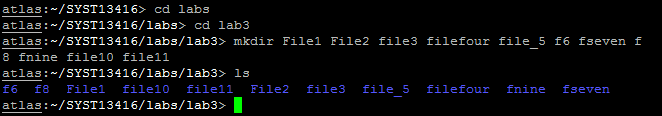 atlas:~/SYST13416> cd labs
atlas:~/SYST13416/labs> cd lab3
atlas:~/SYST13416/labs/lab3> mkdir File1 File2 file3 filefour file_5 f6 fseven f
8 fnine file10 file11
atlas:~/SYST13416/labs/lab3> ls
f6  f8  File1  file10  file11  File2  file3  file_5  filefour  fnine  fseven
atlas:~/SYST13416/labs/lab3>